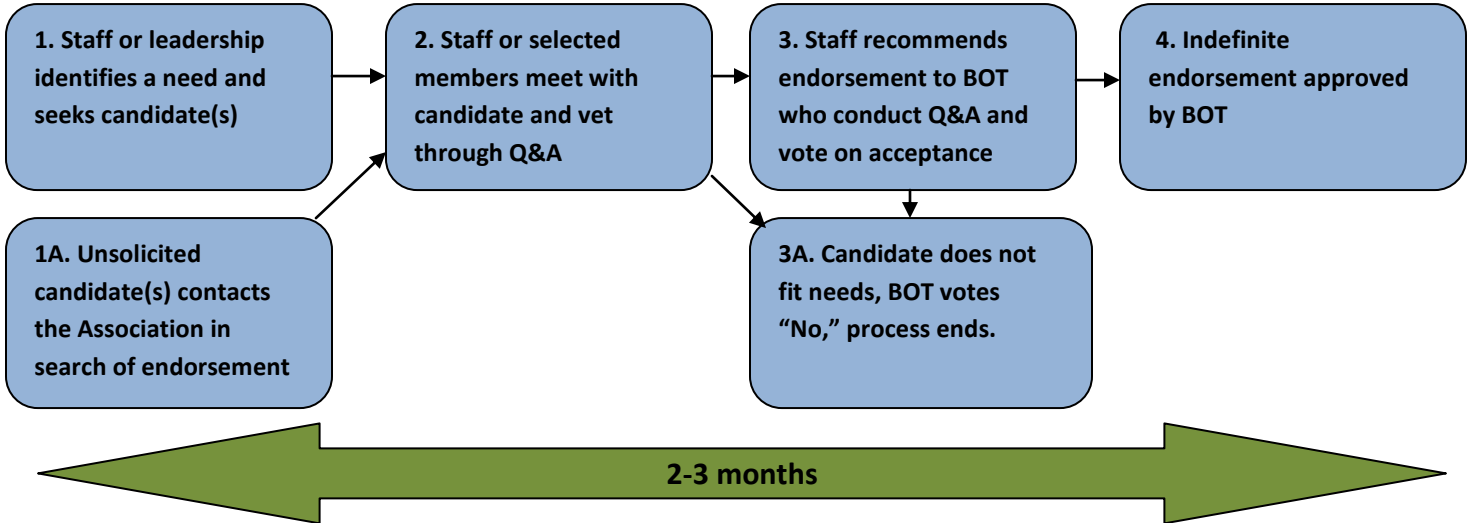 1. Staff or leadership
identifies a need and
seeks candidate(s)
2. Staff or selected
members meet with
candidate and vet
through Q&A
3. Staff recommends
endorsement to BOT
who conduct Q&A and
vote on acceptance
4. Indefinite
endorsement approved
by BOT
1A. Unsolicited
candidate(s) contacts
the Association in
search of endorsement
3A. Candidate does not
fit needs, BOT votes
“No,” process ends.
2-3 months